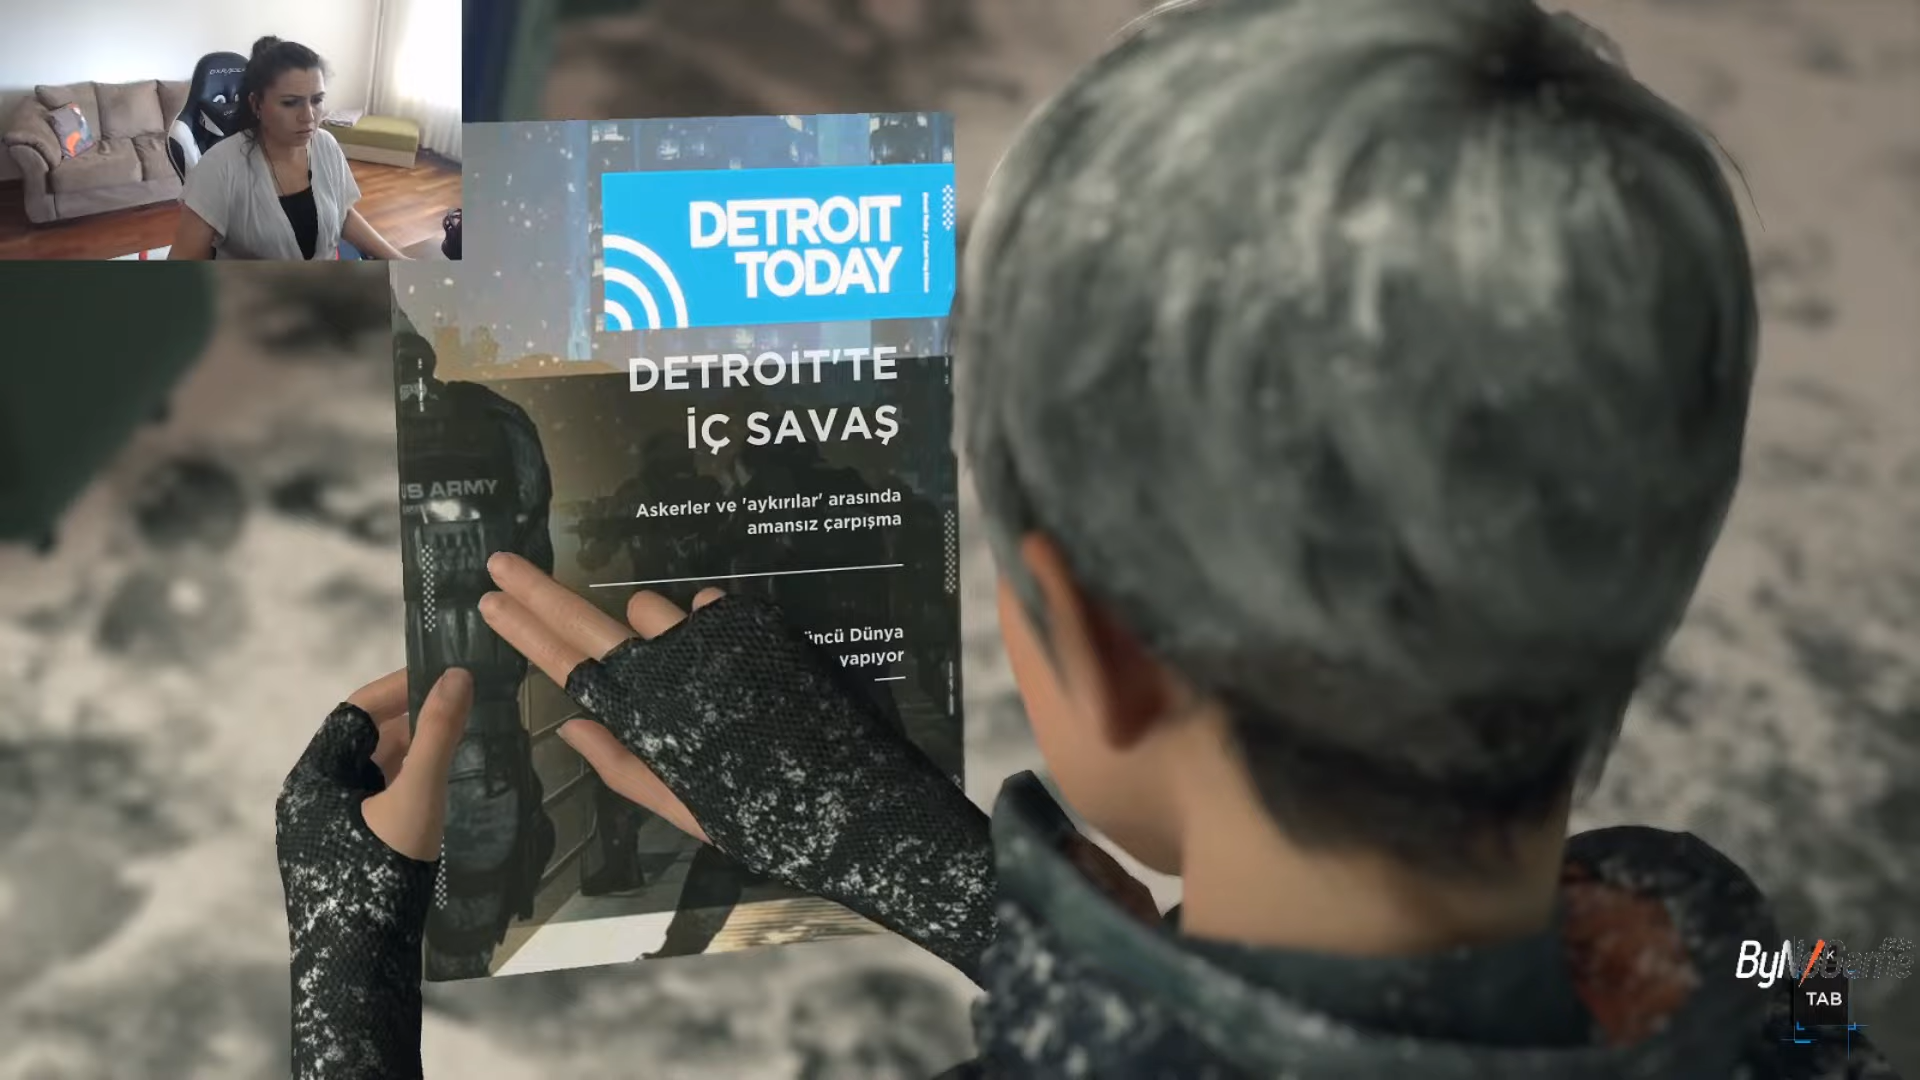 DETROIT
TODAY
DETROIT'TE
İÇ SAVAŞ
Askerler ve 'aykırılar' arasında
amansız çarpışma
Dünya
yapıyor
US ARMY
TAB